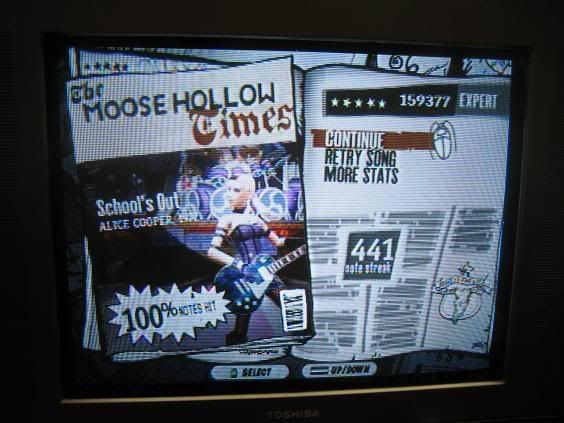 The
MOOSE HOLLOW
Times
School's Out
ALICE COOPER
100% NOTES HIT
159377 EXPERT
CONTINUE
RETRY SONG
MORE STATS
441
note streak
SELECT
UP/DOWN
TOSHIBA